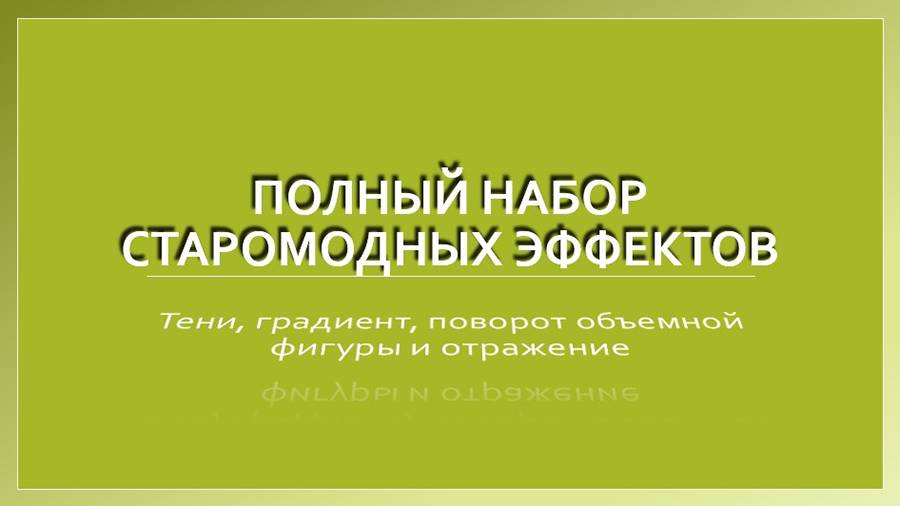 ПОЛНЫЙ НАБОР
СТАРОМОДНЫХ ЭФФЕКТОВ
Тени, градиент, поворот объемной
фигуры и отражение